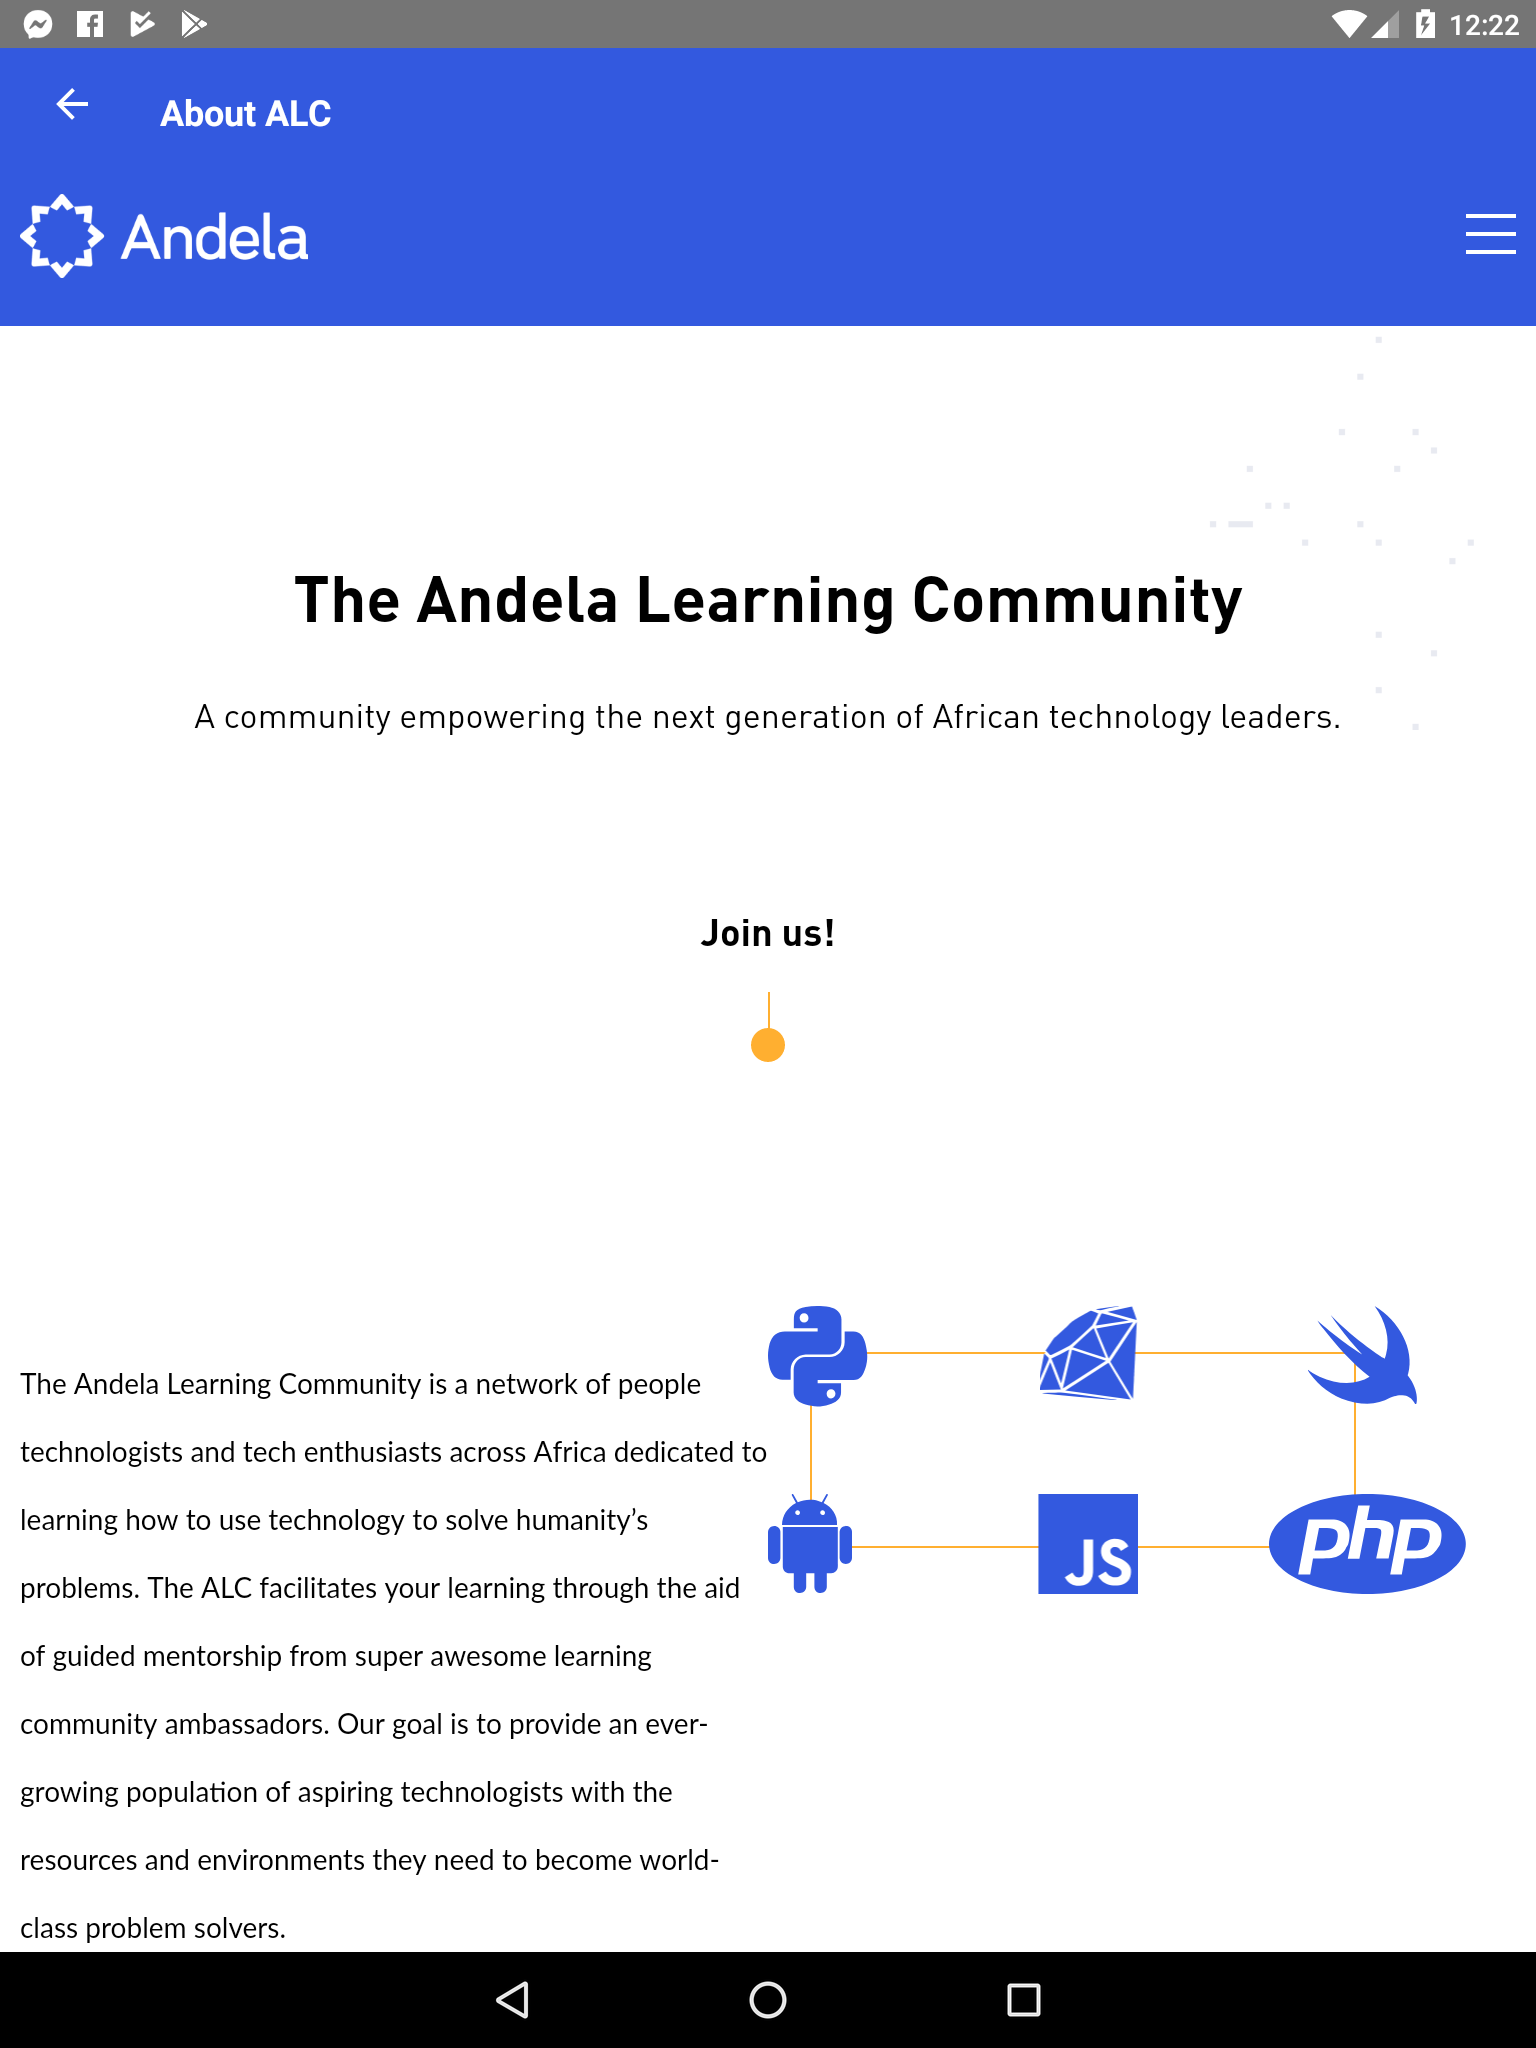 12:22
About ALC
Andela
The Andela Learning Community
A community empowering the next generation of African technology leaders.
Join us!
The Andela Learning Community is a network of people
technologists and tech enthusiasts across Africa dedicated to
learning how to use technology to solve humanity’s
problems. The ALC facilitates your learning through the aid
of guided mentorship from super awesome learning
community ambassadors. Our goal is to provide an ever-
growing population of aspiring technologists with the
resources and environments they need to become world-
class problem solvers.
JS
php